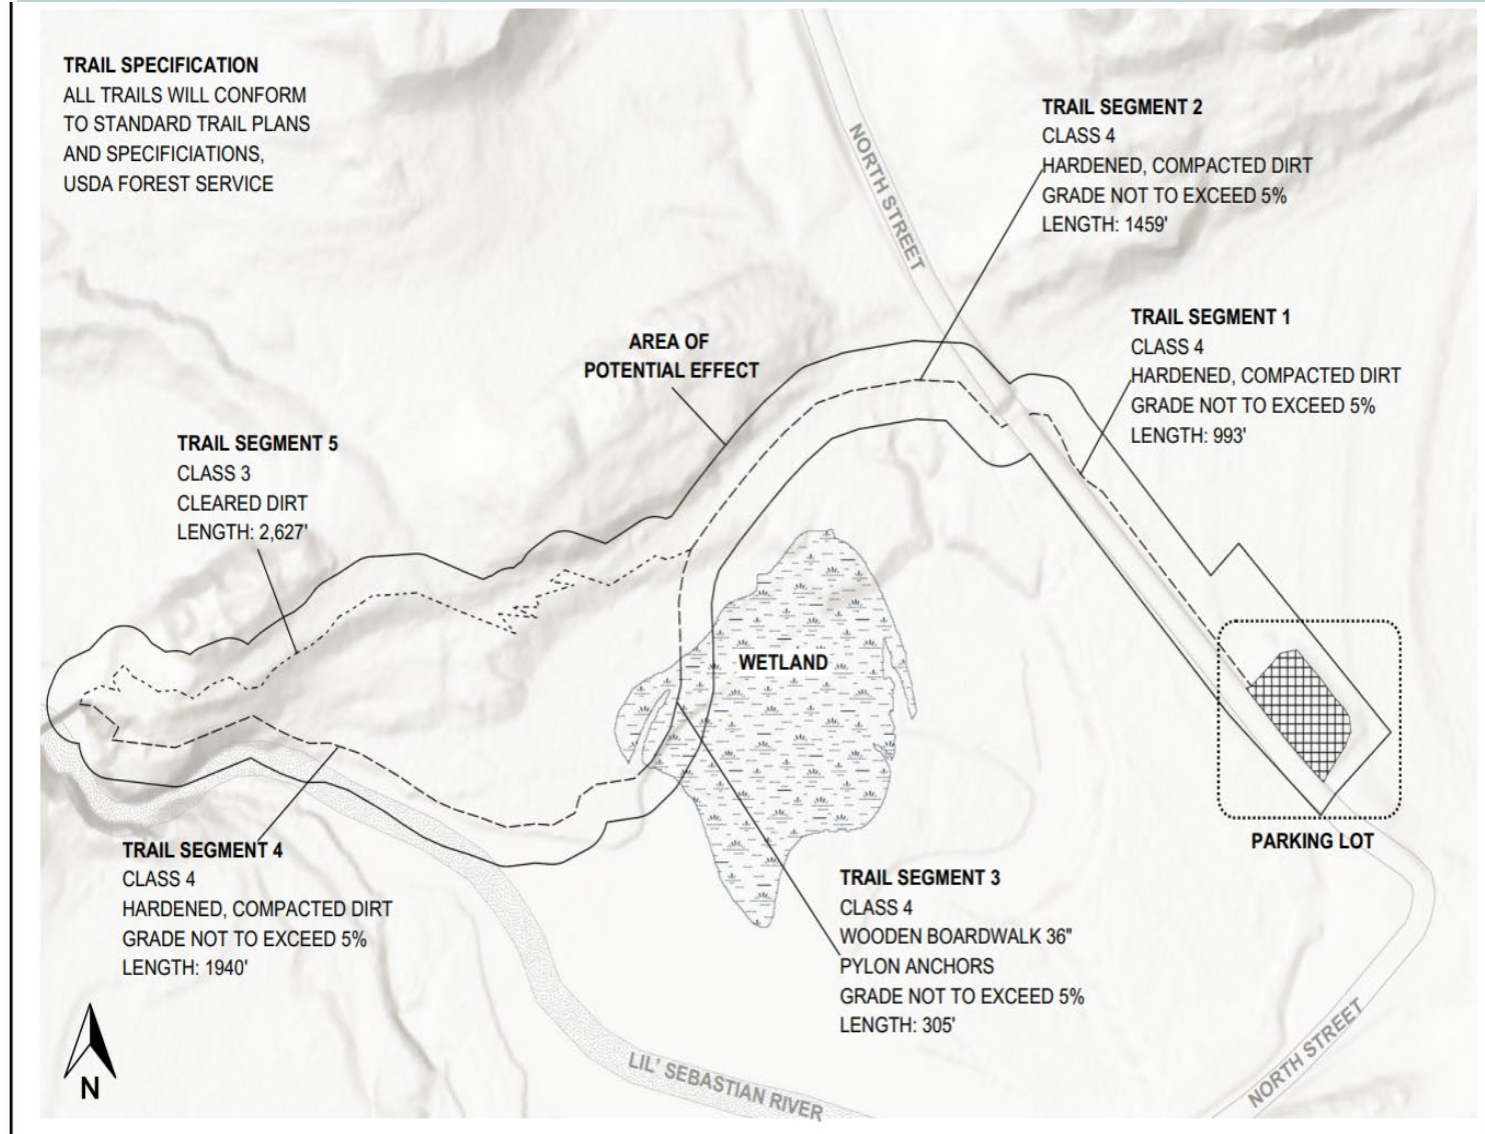 TRAIL SPECIFICATION
ALL TRAILS WILL CONFORM
TO STANDARD TRAIL PLANS
AND SPECIFICIATIONS,
USDA FOREST SERVICE
TRAIL SEGMENT 2
CLASS 4
HARDENED, COMPACTED DIRT
GRADE NOT TO EXCEED 5%
LENGTH: 1459'
NORTH STREET
TRAIL SEGMENT 1
CLASS 4
HARDENED, COMPACTED DIRT
GRADE NOT TO EXCEED 5%
LENGTH: 993'
AREA OF
POTENTIAL EFFECT
TRAIL SEGMENT 5
CLASS 3
CLEARED DIRT
LENGTH: 2,627'
WETLAND
PARKING LOT
TRAIL SEGMENT 4
CLASS 4
HARDENED, COMPACTED DIRT
GRADE NOT TO EXCEED 5%
LENGTH: 1940'
TRAIL SEGMENT 3
CLASS 4
WOODEN BOARDWALK 36"
PYLON ANCHORS
GRADE NOT TO EXCEED 5%
LENGTH: 305'
N
LIL' SEBASTIAN RIVER
NORTH STREET